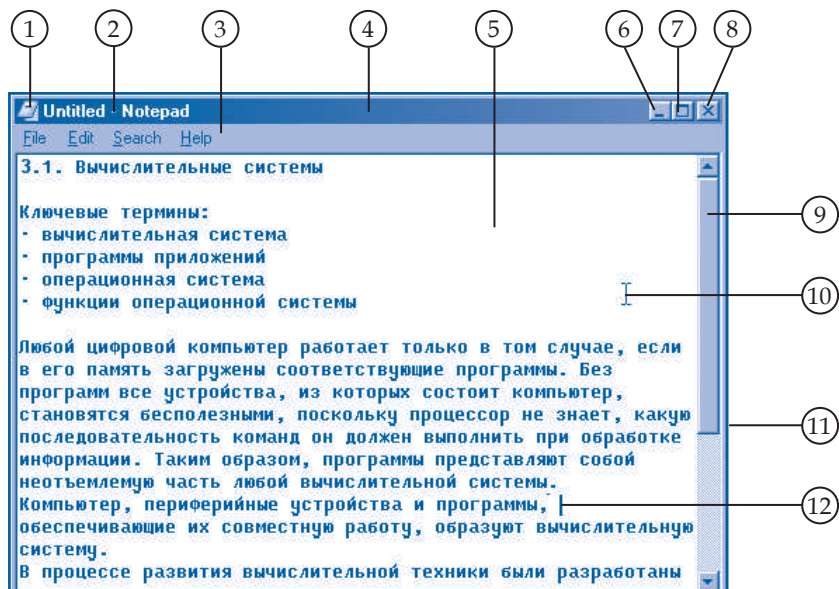 1 2 3 4 5 6 7 8
Untitled - Notepad
File Edit Search Help
3.1. Вычислительные системы
Ключевые термины:
9
- вычислительная система
- программы приложений
- операционная система
- функции операционной системы
10
Любой цифровой компьютер работает только в том случае, если
в его память загружены соответствующие программы. Без
программ все устройства, из которых состоит компьютер,
становятся бесполезными, поскольку процессор не знает, какую
11
последовательность команд он должен выполнить при обработке
информации. Таким образом, программы представляют собой
неотъемлемую часть любой вычислительной системы.
Компьютер, периферийные устройства и программы,
12
обеспечивающие их совместную работу, образуют вычислительную
систему.
В процессе развития вычислительной техники были разработаны